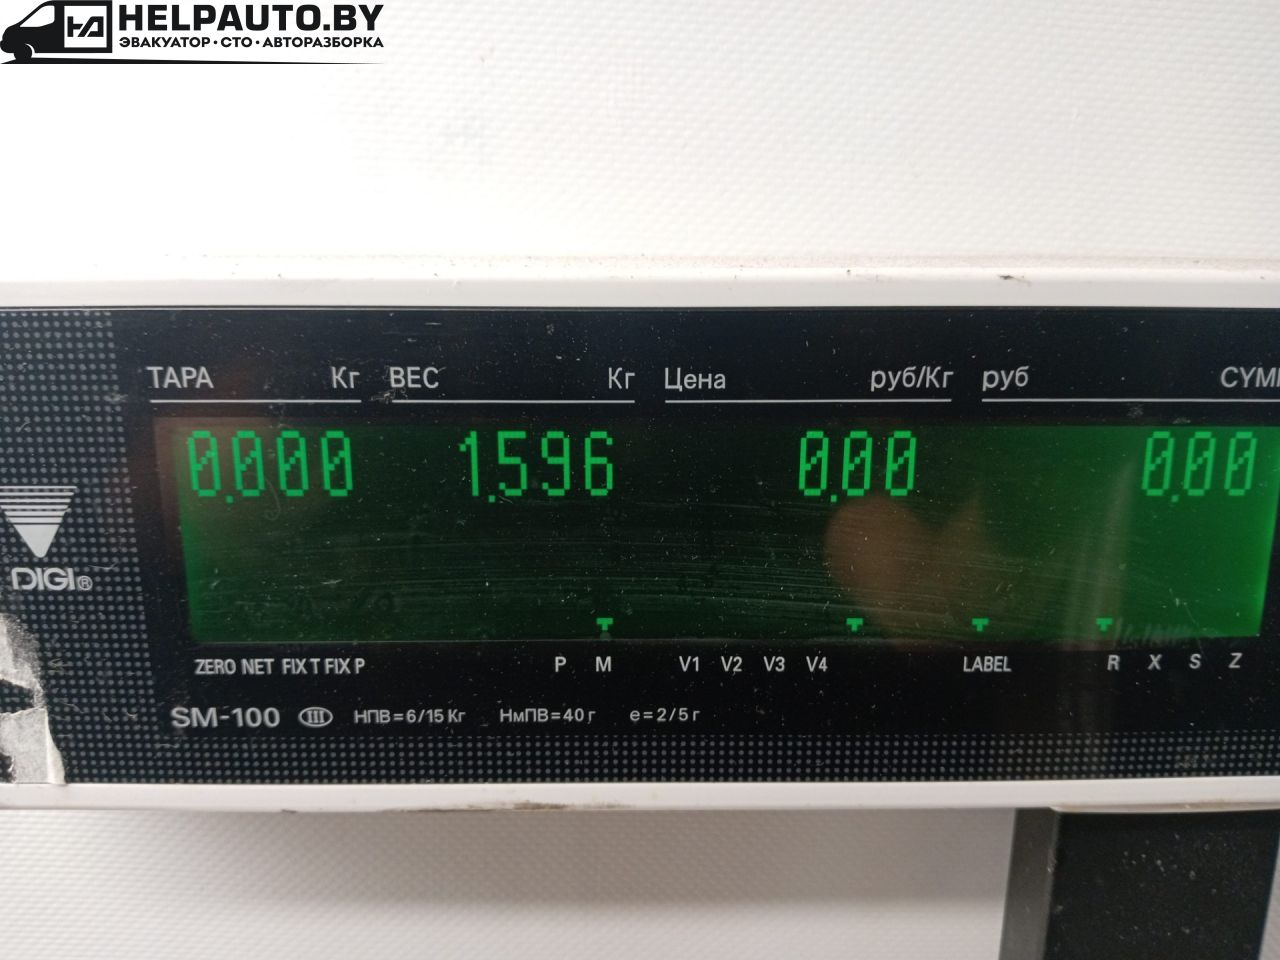 HELPAUTO.BY
ЭВАКУАТОР · СТО · АВТОРАЗБОРКА
ТАРА Кг ВЕС Кг Цена руб/Кг руб
0.000 1.596 0.00 0.00
DIGI®
ZERO NET FIX T FIX P P M V1 V2 V3 V4 LABEL R X S Z
SM-100 III НПВ=6/15 Кг НмПВ=40 г e=2/5 г